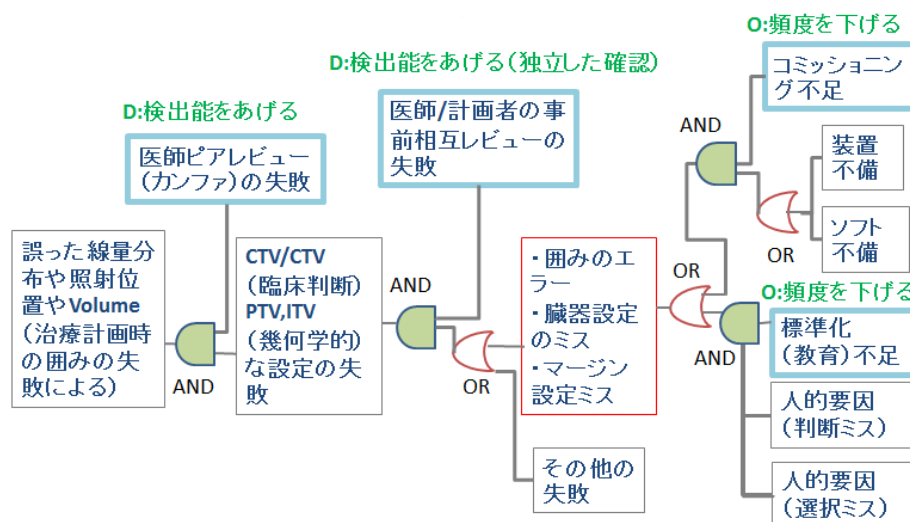 O:頻度を下げる
D:検出能をあげる(独立した確認)
コミッショニン
グ不足
D:検出能をあげる
医師/計画者の事
前相互レビューの
失敗
AND
医師ピアレビュー
(カンファ)の失敗
装置
不備
ソフト
不備
OR
誤った線量分
布や照射位
置やVolume
(治療計画時
の囲みの失
敗による)
AND
CTV/CTV
(臨床判断)
PTV,ITV
(幾何学的)
な設定の失
敗
AND
OR
・囲みのエ
ラー
・臓器設定
のミス
・マージン
設定ミス
OR
O:頻度を下げる
AND
標準化
(教育)不足
人的要因
(判断ミス)
その他の
失敗
人的要因
(選択ミス)